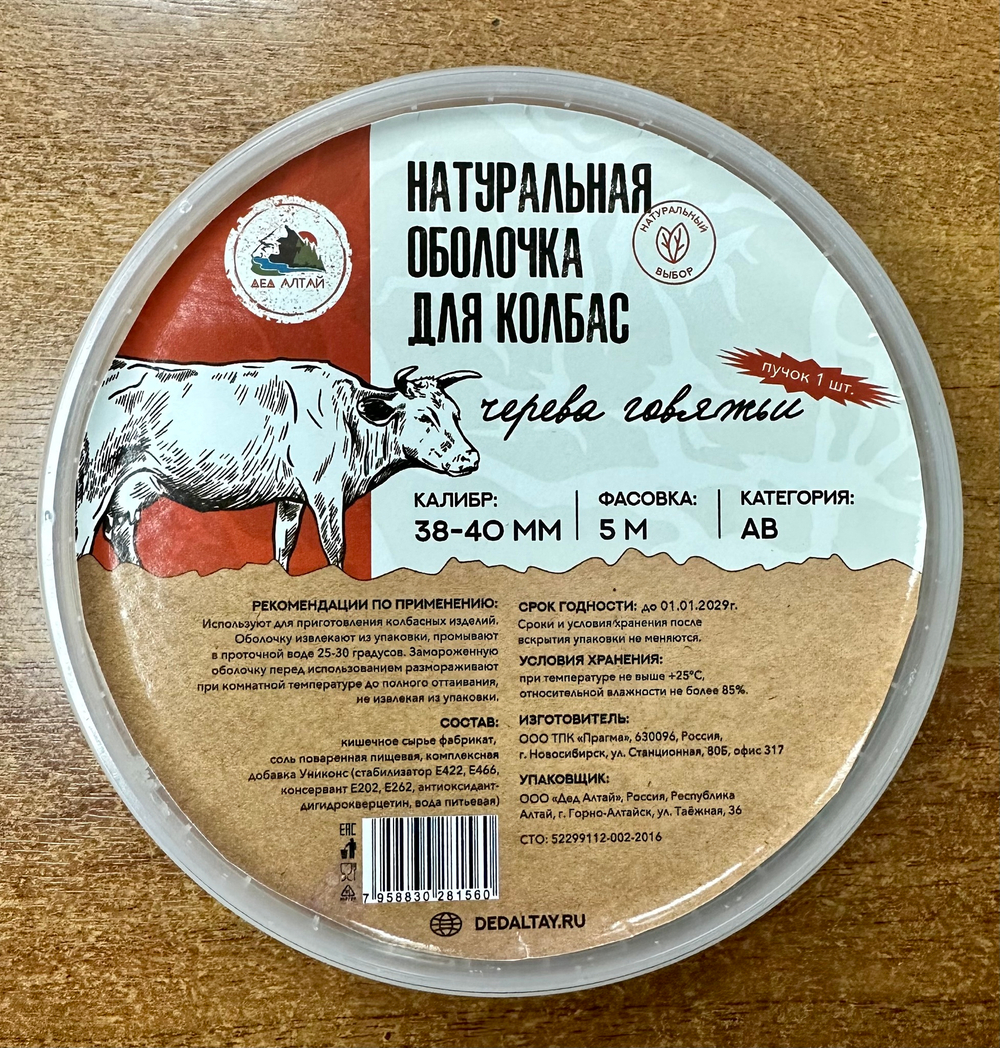 НАТУРАЛЬНАЯ
ОБОЛОЧКА
ДЛЯ КОЛБАС
НАТУРАЛЬНЫЙ
ВЫБОР
ДЕД АЛТАЙ
пучок 1 шт.
черева говяжьи
КАЛИБР:
38-40 ММ
ФАСОВКА:
5 М
КАТЕГОРИЯ:
АВ
РЕКОМЕНДАЦИИ ПО ПРИМЕНЕНИЮ:
Используют для приготовления колбасных изделий.
Оболочку извлекают из упаковки, промывают
в проточной воде 25-30 градусов. Замороженную
оболочку перед использованием размораживают
при комнатной температуре до полного оттаивания,
не извлекая из упаковки.
СОСТАВ:
кишечное сырье фабрикат,
соль поваренная пищевая, комплексная
добавка Униконс (стабилизатор Е422, Е466,
консервант Е202, Е262, антиоксидант-
дигидрокверцетин, вода питьевая)
СРОК ГОДНОСТИ: до 01.01.2029г.
Сроки и условия хранения после
вскрытия упаковки не меняются.
УСЛОВИЯ ХРАНЕНИЯ:
при температуре не выше +25°С,
относительной влажности не более 85%.
ИЗГОТОВИТЕЛЬ:
ООО ТПК «Прагма», 630096, Россия,
г. Новосибирск, ул. Станционная, 80Б, офис 317
УПАКОВЩИК:
ООО «Дед Алтай», Россия, Республика
Алтай, г. Горно-Алтайск, ул. Таёжная, 36
СТО: 52299112-002-2016
ЕАС
7 958830 281560
DEDALTAY.RU